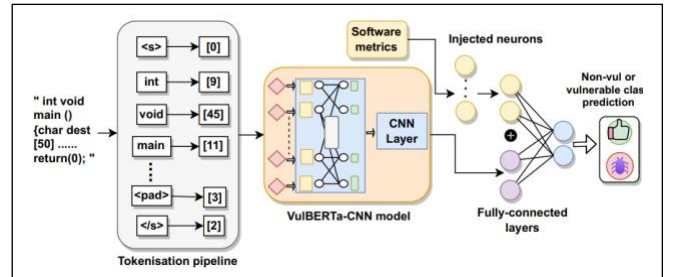 " int void
main ()
{char dest
[50] ......
return(0); "
<s> [0]
int [9]
void [45]
main [11]
<pad> [3]
</s> [2]
Tokenisation pipeline
Software
metrics
CNN
Layer
VulBERTa-CNN model
Injected neurons
Fully-connected
layers
Non-vul or
vulnerable clas
prediction